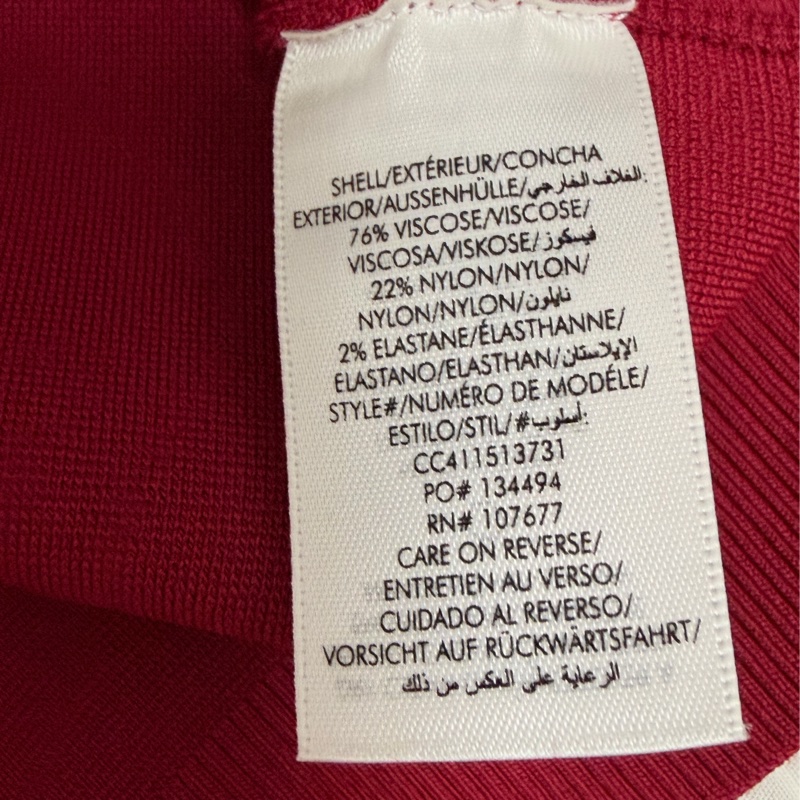 SHELL/EXTÉRIEUR/CONCHA
EXTERIOR/AUSSENHÜLLE/الغلاف الخارجي:
76% VISCOSE/VISCOSE/
VISCOSA/VISKOSE/فيسكوز
22% NYLON/NYLON/
NYLON/NYLON/نايلون
2% ELASTANE/ÉLASTHANNE/
ELASTANO/ELASTHAN/الإيلاستان
STYLE#/NUMÉRO DE MODÉLE/
ESTILO/STIL/#أسلوب:
CC411513731
PO# 134494
RN# 107677
CARE ON REVERSE/
ENTRETIEN AU VERSO/
CUIDADO AL REVERSO/
VORSICHT AUF RÜCKWÄRTSFAHRT/
الرعاية على العكس من ذلك